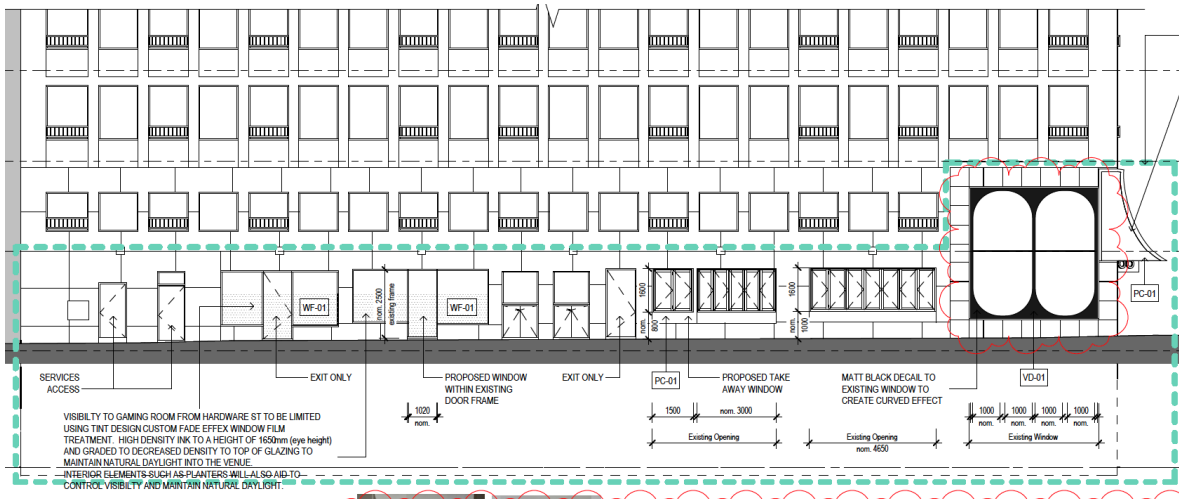 WF-01
WF-01
nom. 2500
existing frame
1600
nom.
800
1600
nom.
1000
PC-01
SERVICES
ACCESS
EXIT ONLY
PROPOSED WINDOW
WITHIN EXISTING
DOOR FRAME
EXIT ONLY
PC-01
PROPOSED TAKE
AWAY WINDOW
MATT BLACK DECAIL TO
EXISTING WINDOW TO
CREATE CURVED EFFECT
VD-01
VISIBILTY TO GAMING ROOM FROM HARDWARE ST TO BE LIMITED
USING TINT DESIGN CUSTOM FADE EFFEX WINDOW FILM
TREATMENT. HIGH DENSITY INK TO A HEIGHT OF 1650mm (eye height)
AND GRADED TO DECREASED DENSITY TO TOP OF GLAZING TO
MAINTAIN NATURAL DAYLIGHT INTO THE VENUE.
INTERIOR ELEMENTS SUCH AS PLANTERS WILL ALSO AID TO
CONTROL VISIBILTY AND MAINTAIN NATURAL DAYLIGHT.
1020
nom.
1500
nom. 3000
Existing Opening
Existing Opening
nom. 4650
1000 1000 1000 1000
nom. nom. nom. nom.
Existing Window